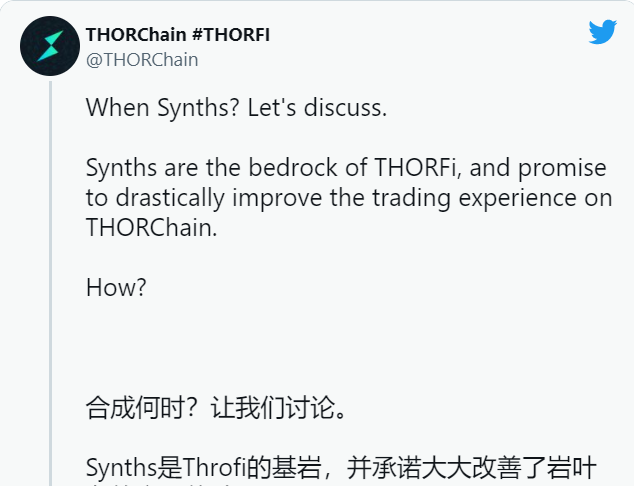 THORChain #THORFI
@THORChain
When Synths? Let's discuss.
Synths are the bedrock of THORFi, and promise
to drastically improve the trading experience on
THORChain.
How?
合成何时？让我们讨论。
Synths是Throfi的基岩，并承诺大大改善了岩叶